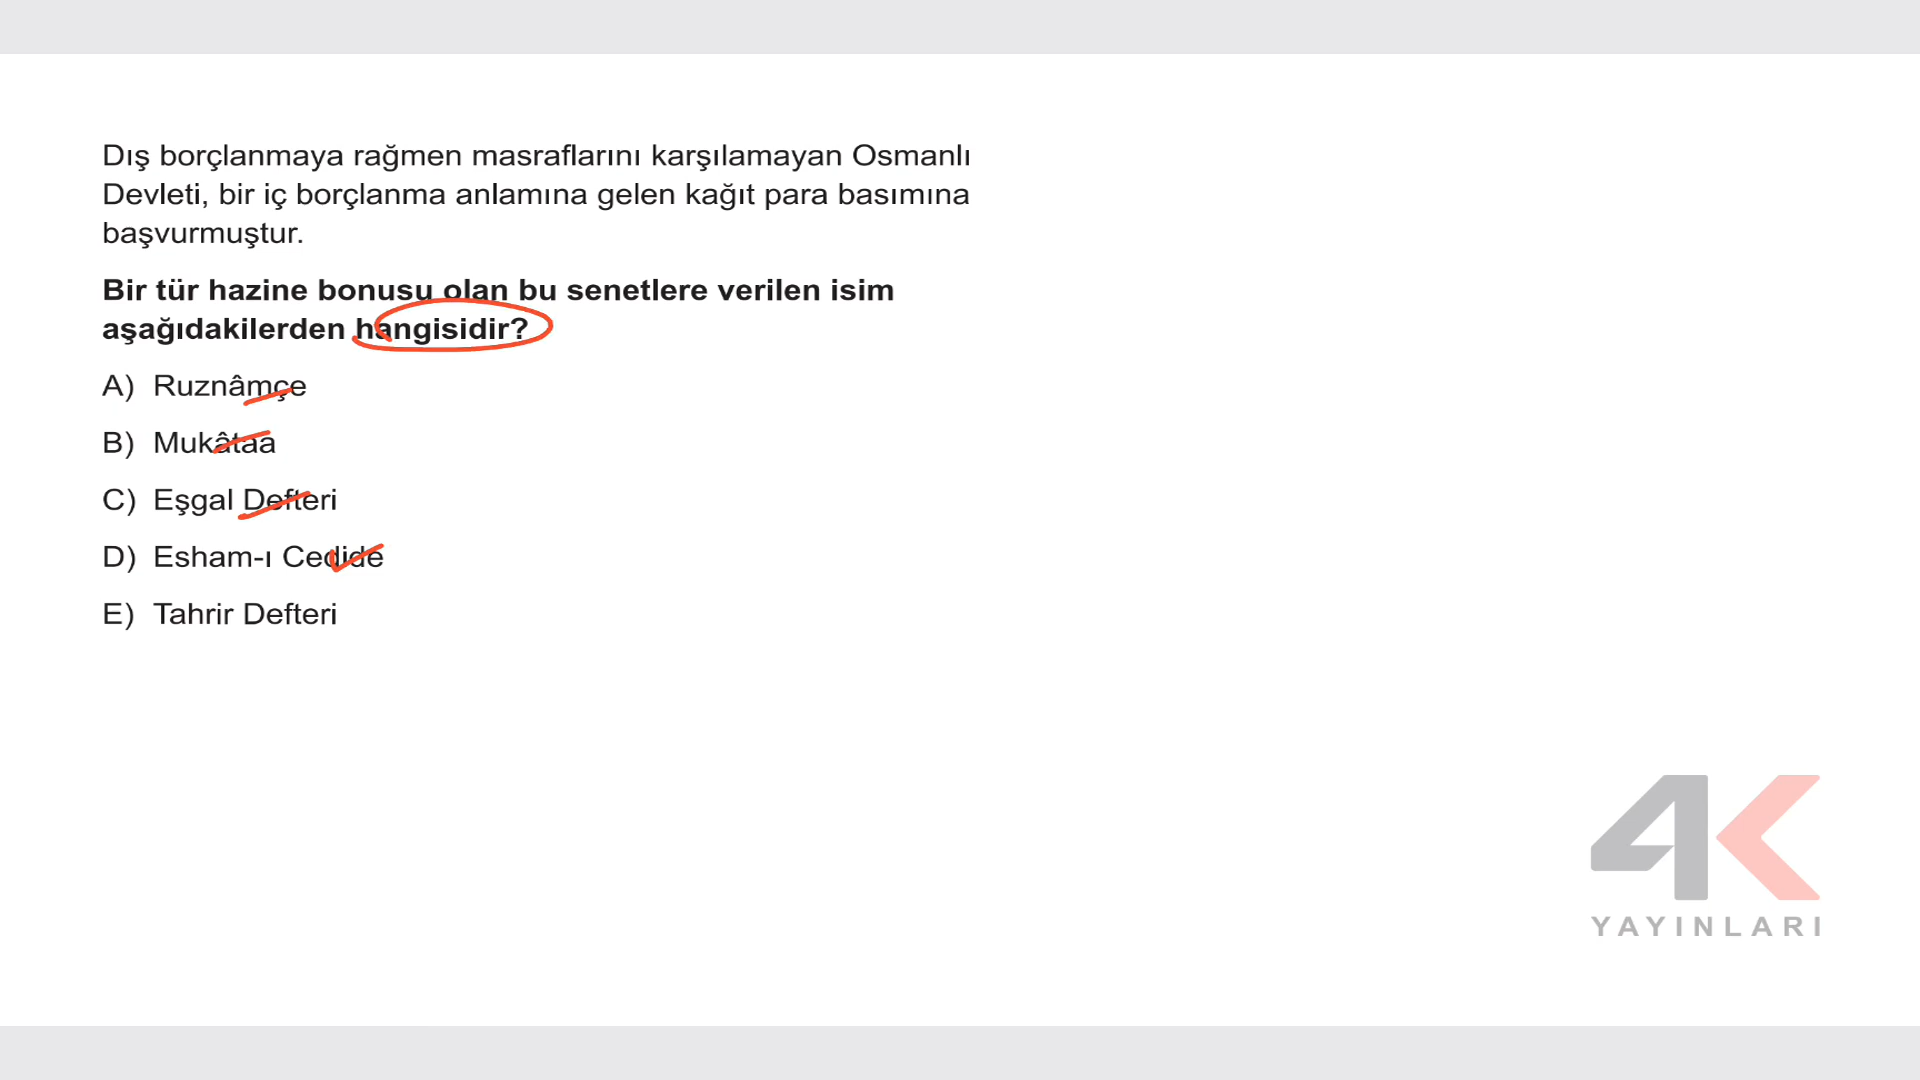 Dış borçlanmaya rağmen masraflarını karşılamayan Osmanlı
Devleti, bir iç borçlanma anlamına gelen kağıt para basımına
başvurmuştur.
Bir tür hazine bonusu olan bu senetlere verilen isim
aşağıdakilerden hangisidir?
A) Ruznâmçe
B) Mukâtaa
C) Eşgal Defteri
D) Esham-ı Cedide
E) Tahrir Defteri
4K
YAYINLARI